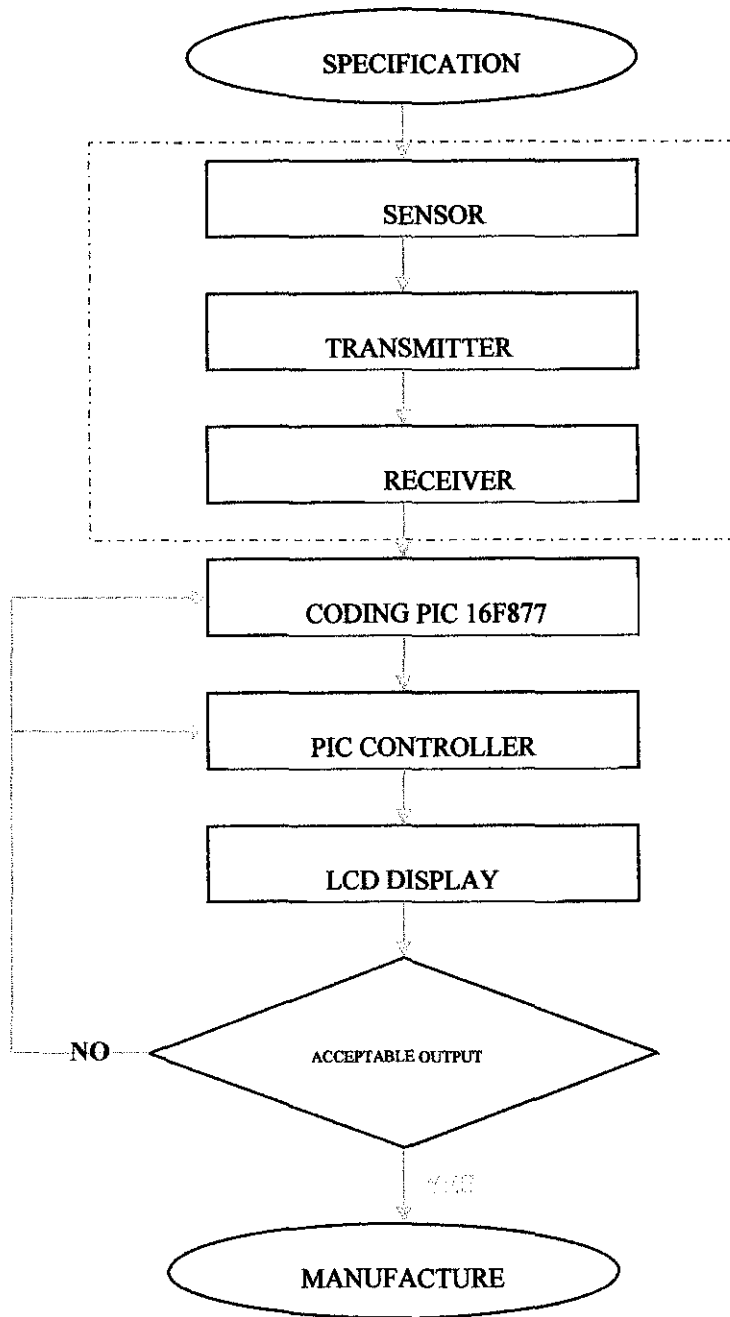 SPECIFICATION
SENSOR
TRANSMITTER
RECEIVER
CODING PIC 16F877
PIC CONTROLLER
LCD DISPLAY
ACCEPTABLE OUTPUT
NO
MANUFACTURE